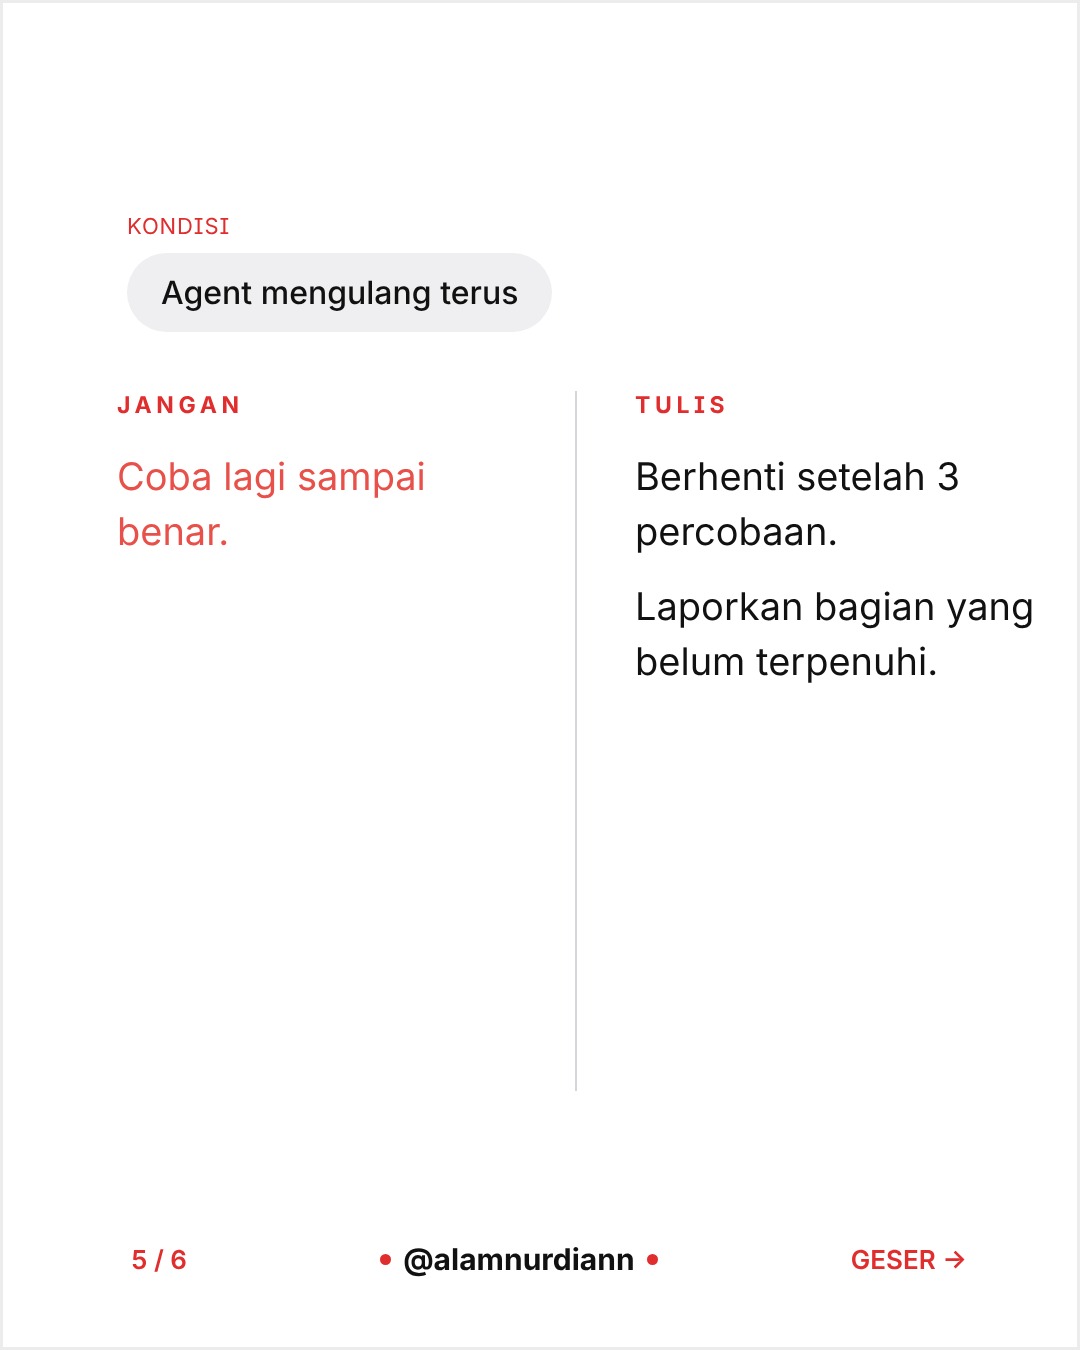 KONDISI
Agent mengulang terus
JANGAN
Coba lagi sampai
benar.
TULIS
Berhenti setelah 3
percobaan.
Laporkan bagian yang
belum terpenuhi.
5 / 6
• @alamnurdiann •
GESER →